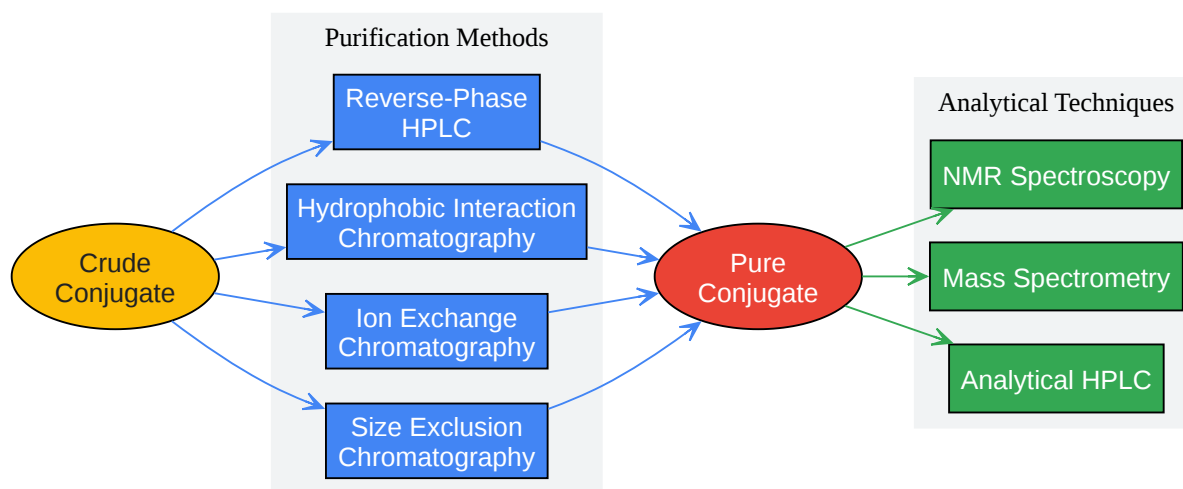 Purification Methods
Reverse-Phase
HPLC
Hydrophobic Interaction
Chromatography
Crude
Conjugate
Ion Exchange
Chromatography
Size Exclusion
Chromatography
Pure
Conjugate
Analytical Techniques
NMR Spectroscopy
Mass Spectrometry
Analytical HPLC